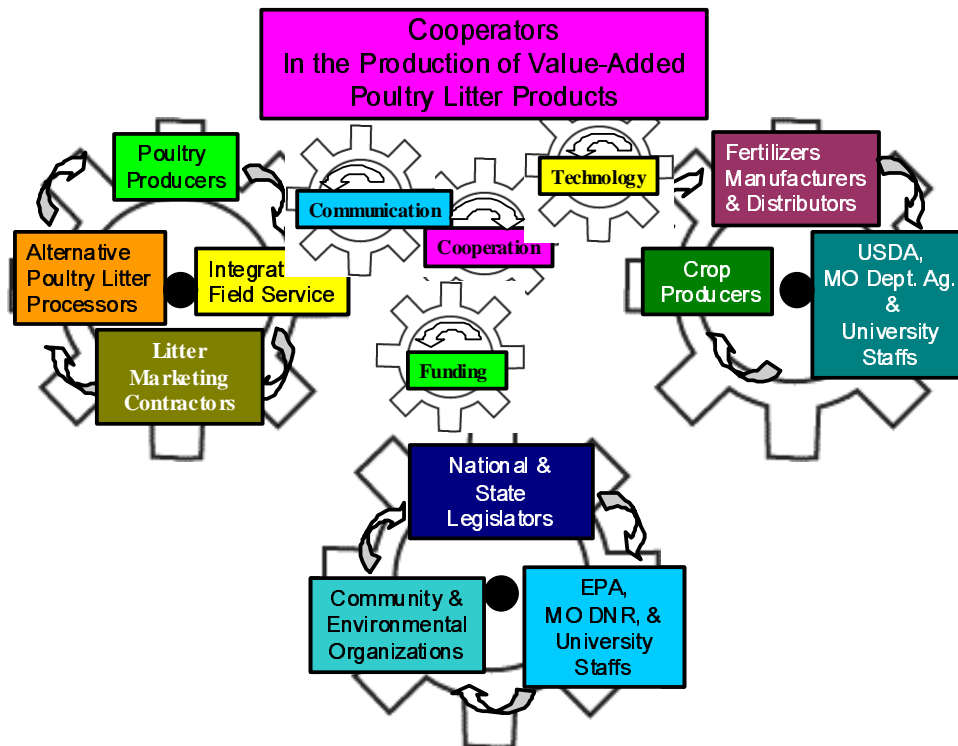 Cooperators
In the Production of Value-Added
Poultry Litter Products
Poultry
Producers
Alternative
Poultry Litter
Processors
Field Service
Litter
Marketing
Contractors
Communication
Cooperation
Technology
Funding
Fertilizers
Manufacturers
& Distributors
Crop
Producers
USDA,
MO Dept. Ag.
&
University
Staffs
National &
State
Legislators
Community &
Environmental
Organizations
EPA,
MO DNR, &
University
Staffs